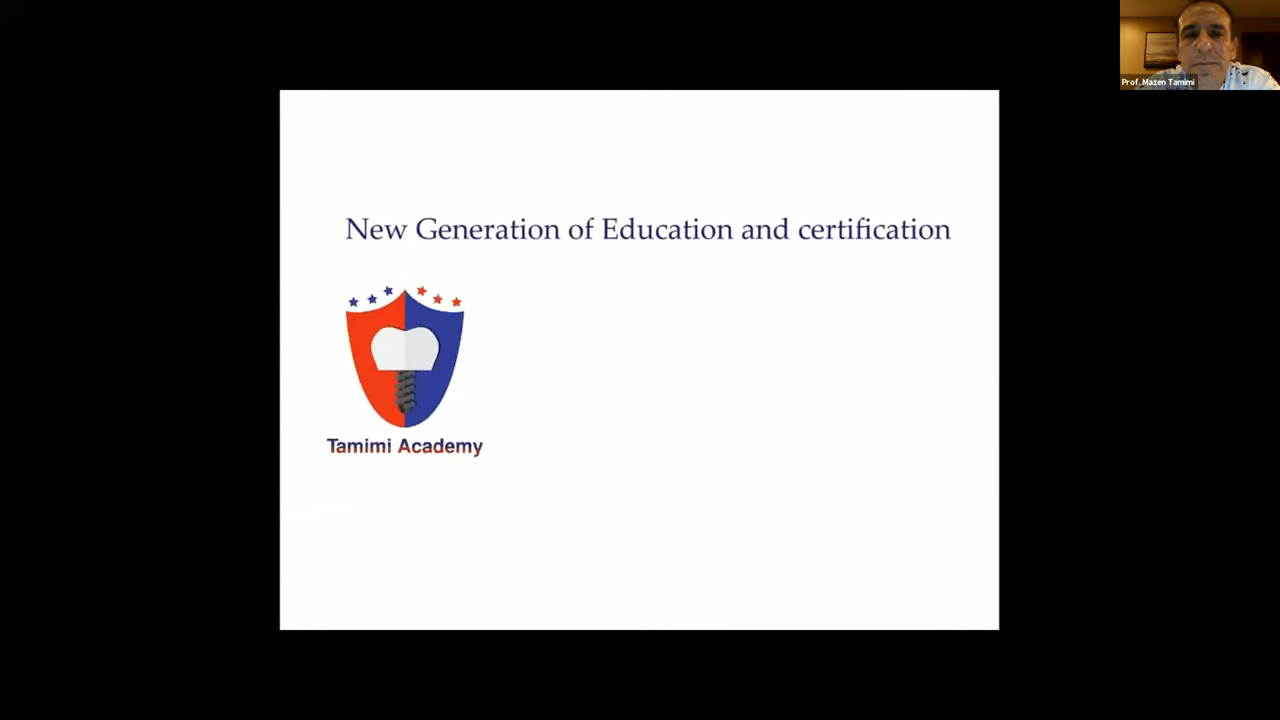 Prof. Mazen Tamimi
New Generation of Education and certification
Tamimi Academy